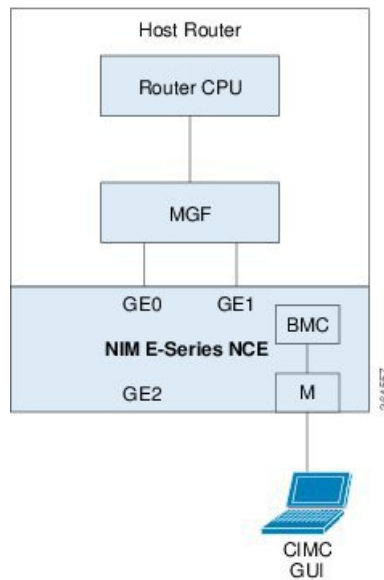 Host Router
Router CPU
MGF
GE0 GE1
BMC
NIM E-Series NCE
GE2 M
CIMC
GUI